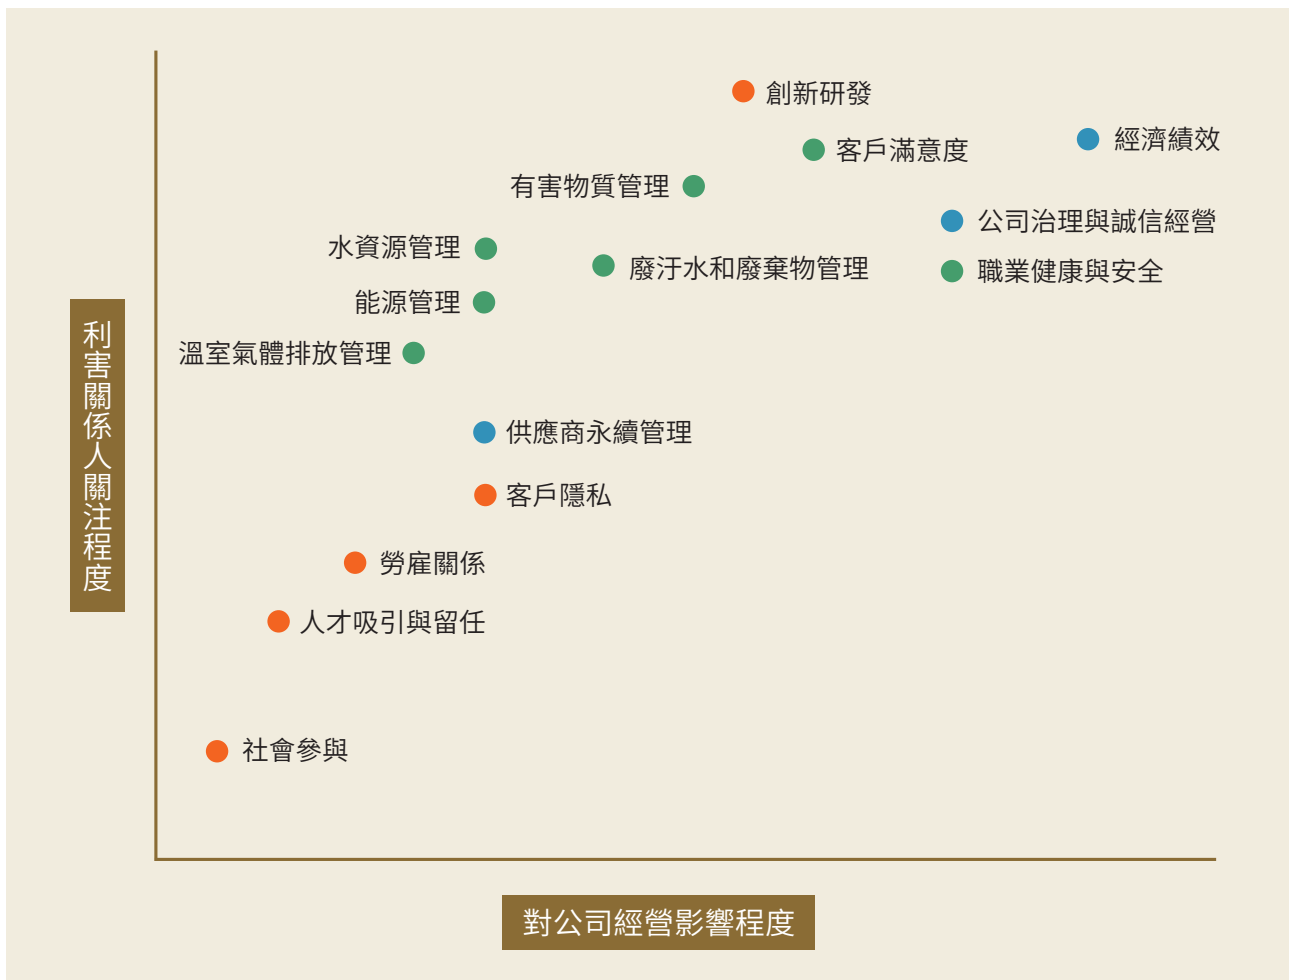 創新研發
經濟績效
客戶滿意度
有害物質管理
公司治理與誠信經營
水資源管理
廢汙水和廢棄物管理
職業健康與安全
能源管理
溫室氣體排放管理
利害關係人關注程度
供應商永續管理
客戶隱私
勞雇關係
人才吸引與留任
社會參與
對公司經營影響程度